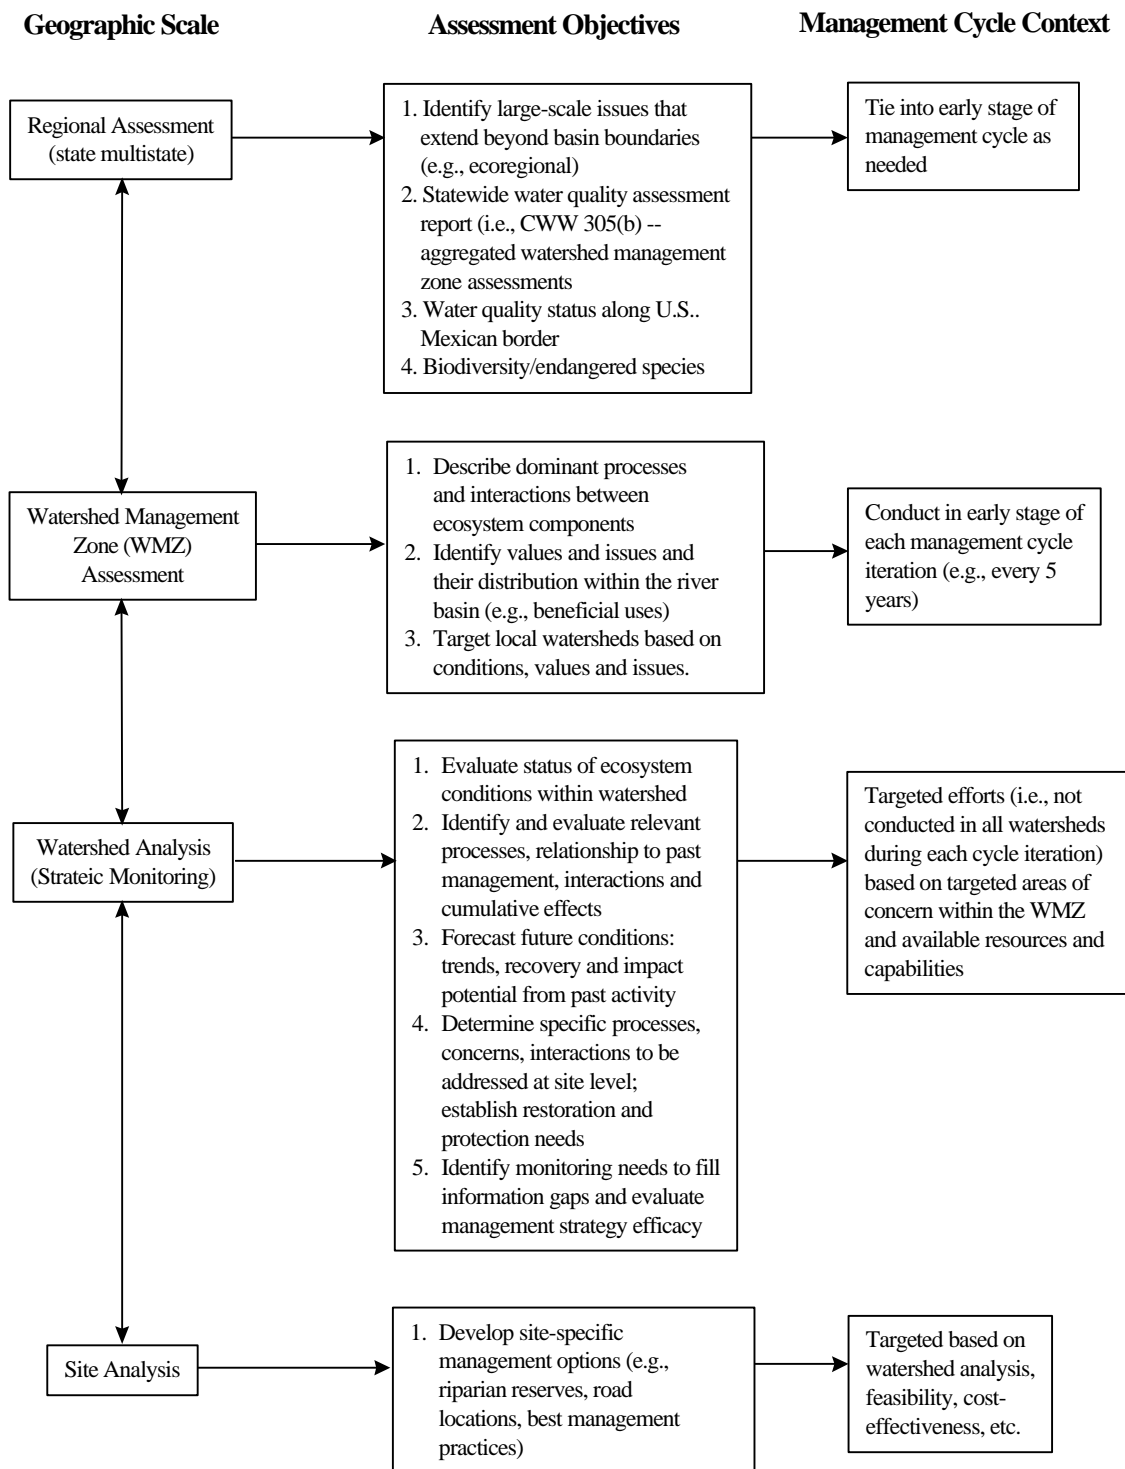 Geographic Scale
Assessment Objectives
Management Cycle Context
Regional Assessment
(state multistate)
1. Identify large-scale issues that
extend beyond basin boundaries
(e.g., ecoregional)
2. Statewide water quality assessment
report (i.e., CWW 305(b) --
aggregated watershed management
zone assessments
3. Water quality status along U.S..
Mexican border
4. Biodiversity/endangered species
Tie into early stage of
management cycle as
needed
Watershed Management
Zone (WMZ)
Assessment
1. Describe dominant processes
and interactions between
ecosystem components
2. Identify values and issues and
their distribution within the river
basin (e.g., beneficial uses)
3. Target local watersheds based on
conditions, values and issues.
Conduct in early stage of
each management cycle
iteration (e.g., every 5
years)
Watershed Analysis
(Strateic Monitoring)
1. Evaluate status of ecosystem
conditions within watershed
2. Identify and evaluate relevant
processes, relationship to past
management, interactions and
cumulative effects
3. Forecast future conditions:
trends, recovery and impact
potential from past activity
4. Determine specific processes,
concerns, interactions to be
addressed at site level;
establish restoration and
protection needs
5. Identify monitoring needs to fill
information gaps and evaluate
management strategy efficacy
Targeted efforts (i.e., not
conducted in all watersheds
during each cycle iteration)
based on targeted areas of
concern within the WMZ
and available resources and
capabilities
Site Analysis
1. Develop site-specific
management options (e.g.,
riparian reserves, road
locations, best management
practices)
Targeted based on
watershed analysis,
feasibility, cost-
effectiveness, etc.